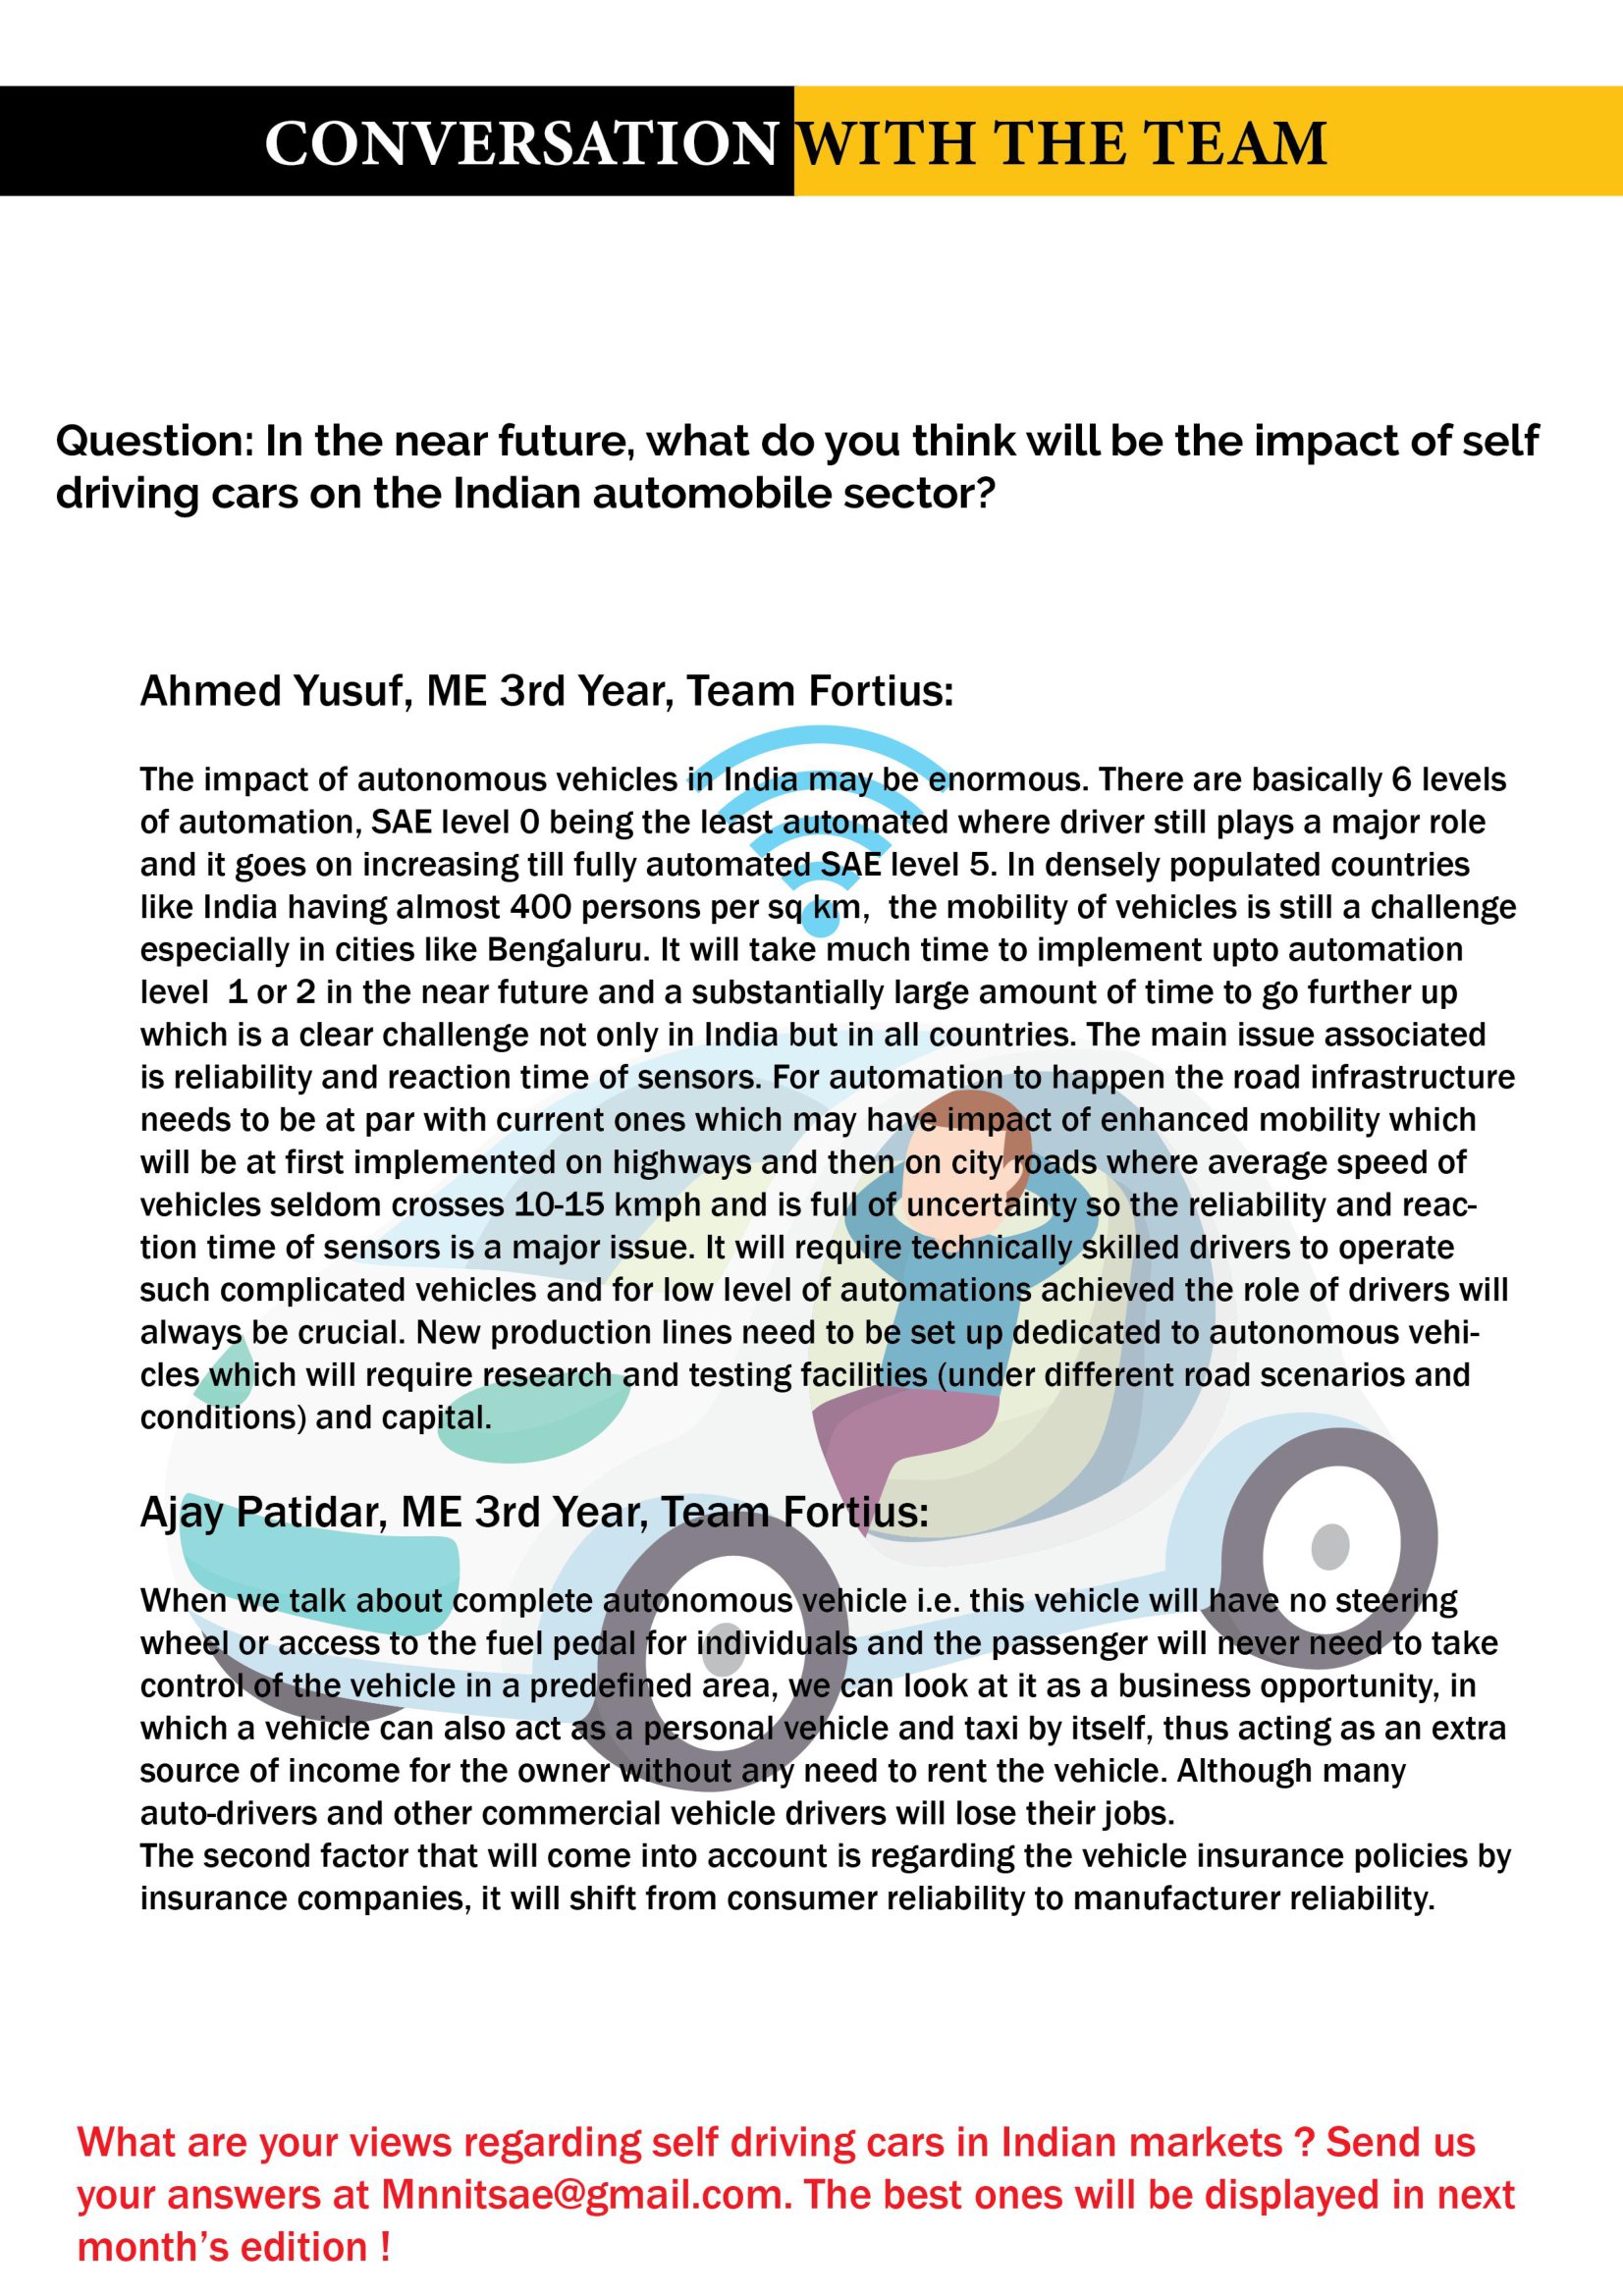 CONVERSATION WITH THE TEAM
Question: In the near future, what do you think will be the impact of self
driving cars on the Indian automobile sector?
Ahmed Yusuf, ME 3rd Year, Team Fortius:
The impact of autonomous vehicles in India may be enormous. There are basically 6 levels
of automation, SAE level 0 being the least automated where driver still plays a major role
and it goes on increasing till fully automated SAE level 5. In densely populated countries
like India having almost 400 persons per sq km,  the mobility of vehicles is still a challenge
especially in cities like Bengaluru. It will take much time to implement upto automation
level  1 or 2 in the near future and a substantially large amount of time to go further up
which is a clear challenge not only in India but in all countries. The main issue associated
is reliability and reaction time of sensors. For automation to happen the road infrastructure
needs to be at par with current ones which may have impact of enhanced mobility which
will be at first implemented on highways and then on city roads where average speed of
vehicles seldom crosses 10-15 kmph and is full of uncertainty so the reliability and reac-
tion time of sensors is a major issue. It will require technically skilled drivers to operate
such complicated vehicles and for low level of automations achieved the role of drivers will
always be crucial. New production lines need to be set up dedicated to autonomous vehi-
cles which will require research and testing facilities (under different road scenarios and
conditions) and capital.
Ajay Patidar, ME 3rd Year, Team Fortius:
When we talk about complete autonomous vehicle i.e. this vehicle will have no steering
wheel or access to the fuel pedal for individuals and the passenger will never need to take
control of the vehicle in a predefined area, we can look at it as a business opportunity, in
which a vehicle can also act as a personal vehicle and taxi by itself, thus acting as an extra
source of income for the owner without any need to rent the vehicle. Although many
auto-drivers and other commercial vehicle drivers will lose their jobs.
The second factor that will come into account is regarding the vehicle insurance policies by
insurance companies, it will shift from consumer reliability to manufacturer reliability.
What are your views regarding self driving cars in Indian markets ? Send us
your answers at Mnnitsae@gmail.com. The best ones will be displayed in next
month’s edition !